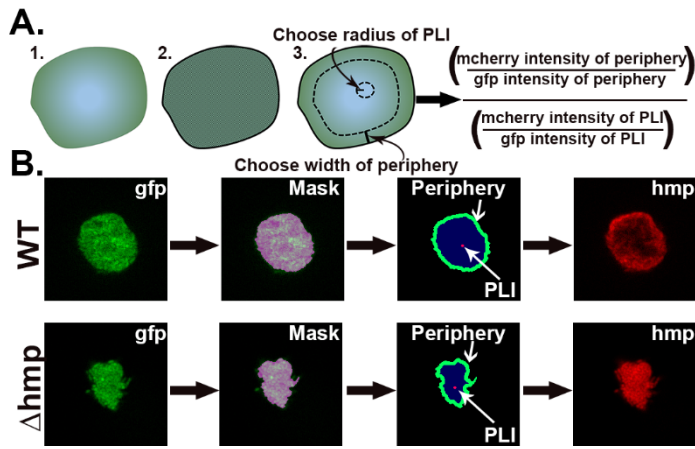 A.
1.
2.
3.
Choose radius of PLI
Choose width of periphery
(mcherry intensity of periphery
gfp intensity of periphery)
(mcherry intensity of PLI
gfp intensity of PLI)
B.
WT
gfp
Mask
Periphery
PLI
hmp
Δhmp
gfp
Mask
Periphery
PLI
hmp